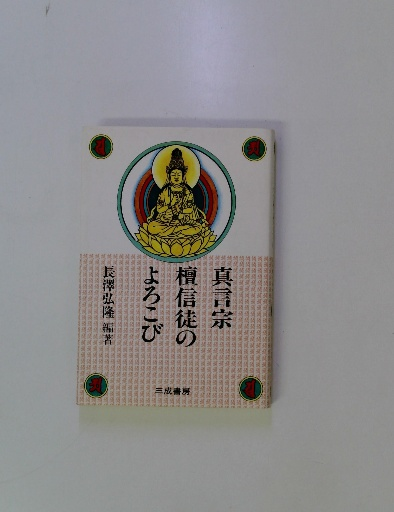 真言宗
檀信徒の
よろこび
長澤弘隆 編著
三成書房